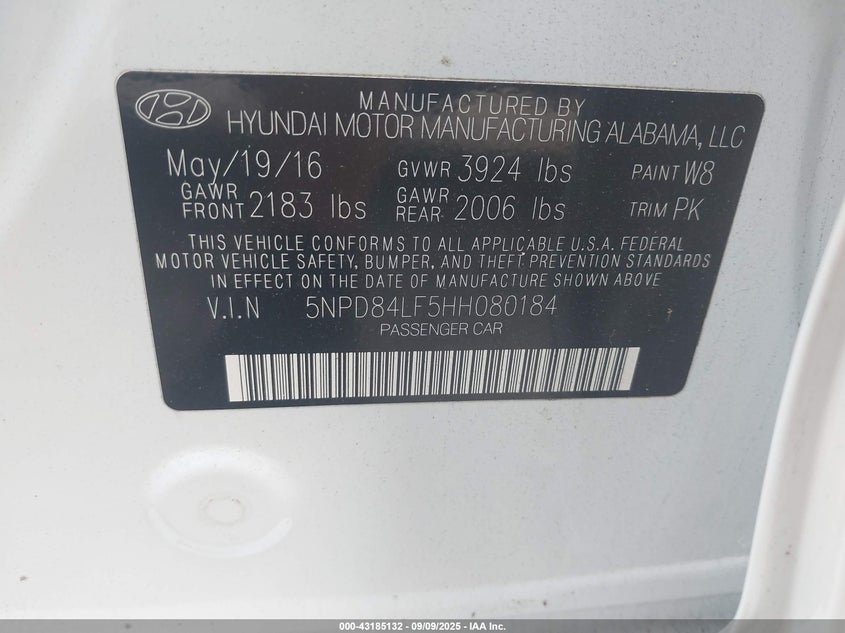 MANUFACTURED BY
HYUNDAI MOTOR MANUFACTURING ALABAMA, LLC
May/19/16 GVWR 3924 lbs PAINT W8
GAWR FRONT 2183 lbs GAWR REAR 2006 lbs TRIM PK
THIS VEHICLE CONFORMS TO ALL APPLICABLE U.S.A. FEDERAL
MOTOR VEHICLE SAFETY, BUMPER, AND THEFT PREVENTION STANDARDS
IN EFFECT ON THE DATE OF MANUFACTURE SHOWN ABOVE.
V.I.N 5NPD84LF5HH080184
PASSENGER CAR
000-43185132 - 09/09/2025 - IAA Inc.